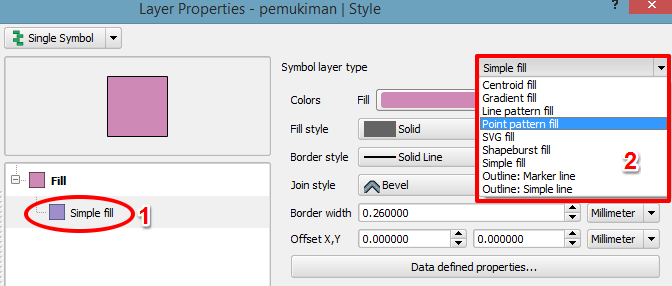 Layer Properties - pemukiman | Style
?
Single Symbol
Symbol layer type
Simple fill
Centroid fill
Gradient fill
Line pattern fill
Point pattern fill
SVG fill
Shapeburst fill
Simple fill
Outline: Marker line
Outline: Simple line
2
Colors
Fill
Fill style
Solid
Border style
Solid Line
Join style
Bevel
Border width
0.260000
Millimeter
Offset X,Y
0.000000
0.000000
Millimeter
Data defined properties...
Fill
Simple fill
1